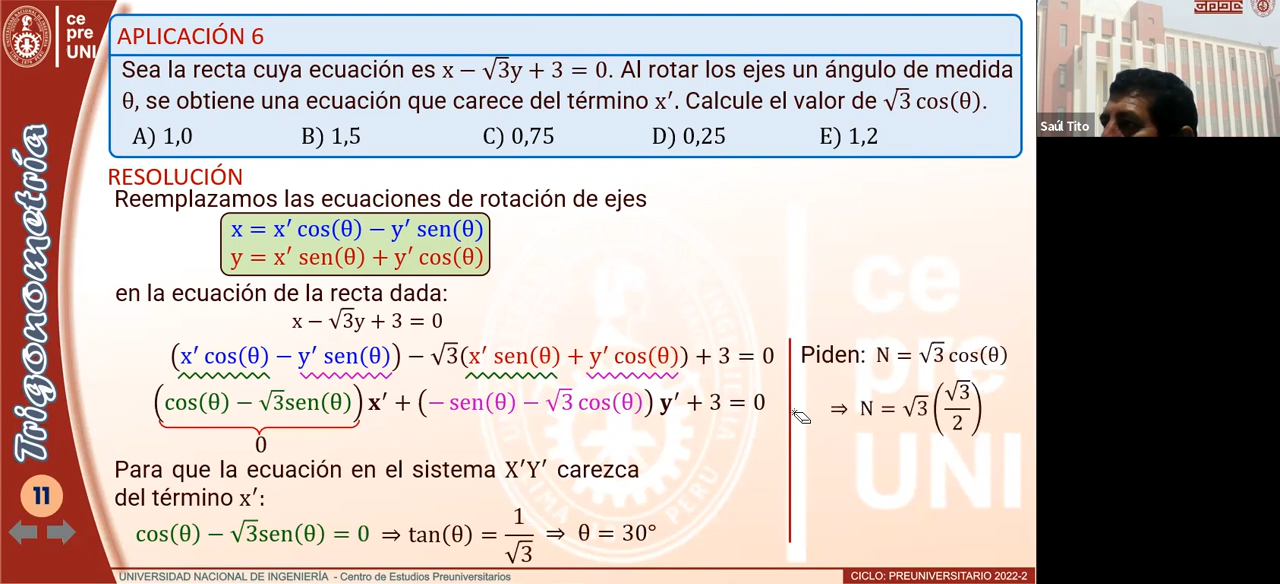 ce
pre
UNI
APLICACIÓN 6
Sea la recta cuya ecuación es x − √3y + 3 = 0. Al rotar los ejes un ángulo de medida
θ, se obtiene una ecuación que carece del término x′. Calcule el valor de √3 cos(θ).
A) 1,0 B) 1,5 C) 0,75 D) 0,25 E) 1,2
Saúl Tito
Trigonometría
RESOLUCIÓN
Reemplazamos las ecuaciones de rotación de ejes
x = x′ cos(θ) − y′ sen(θ)
y = x′ sen(θ) + y′ cos(θ)
en la ecuación de la recta dada:
x − √3y + 3 = 0
(x′ cos(θ) − y′ sen(θ)) − √3(x′ sen(θ) + y′ cos(θ)) + 3 = 0
(cos(θ) − √3sen(θ)) x′ + (− sen(θ) − √3 cos(θ)) y′ + 3 = 0
0
Para que la ecuación en el sistema X′Y′ carezca
del término x′:
cos(θ) − √3sen(θ) = 0 ⇒ tan(θ) = 1/√3 ⇒ θ = 30°
Piden: N = √3 cos(θ)
⇒ N = √3 (√3/2)
ce
pre
UNI
LIMA PERU
11
UNIVERSIDAD NACIONAL DE INGENIERÍA - Centro de Estudios Preuniversitarios
CICLO: PREUNIVERSITARIO 2022-2